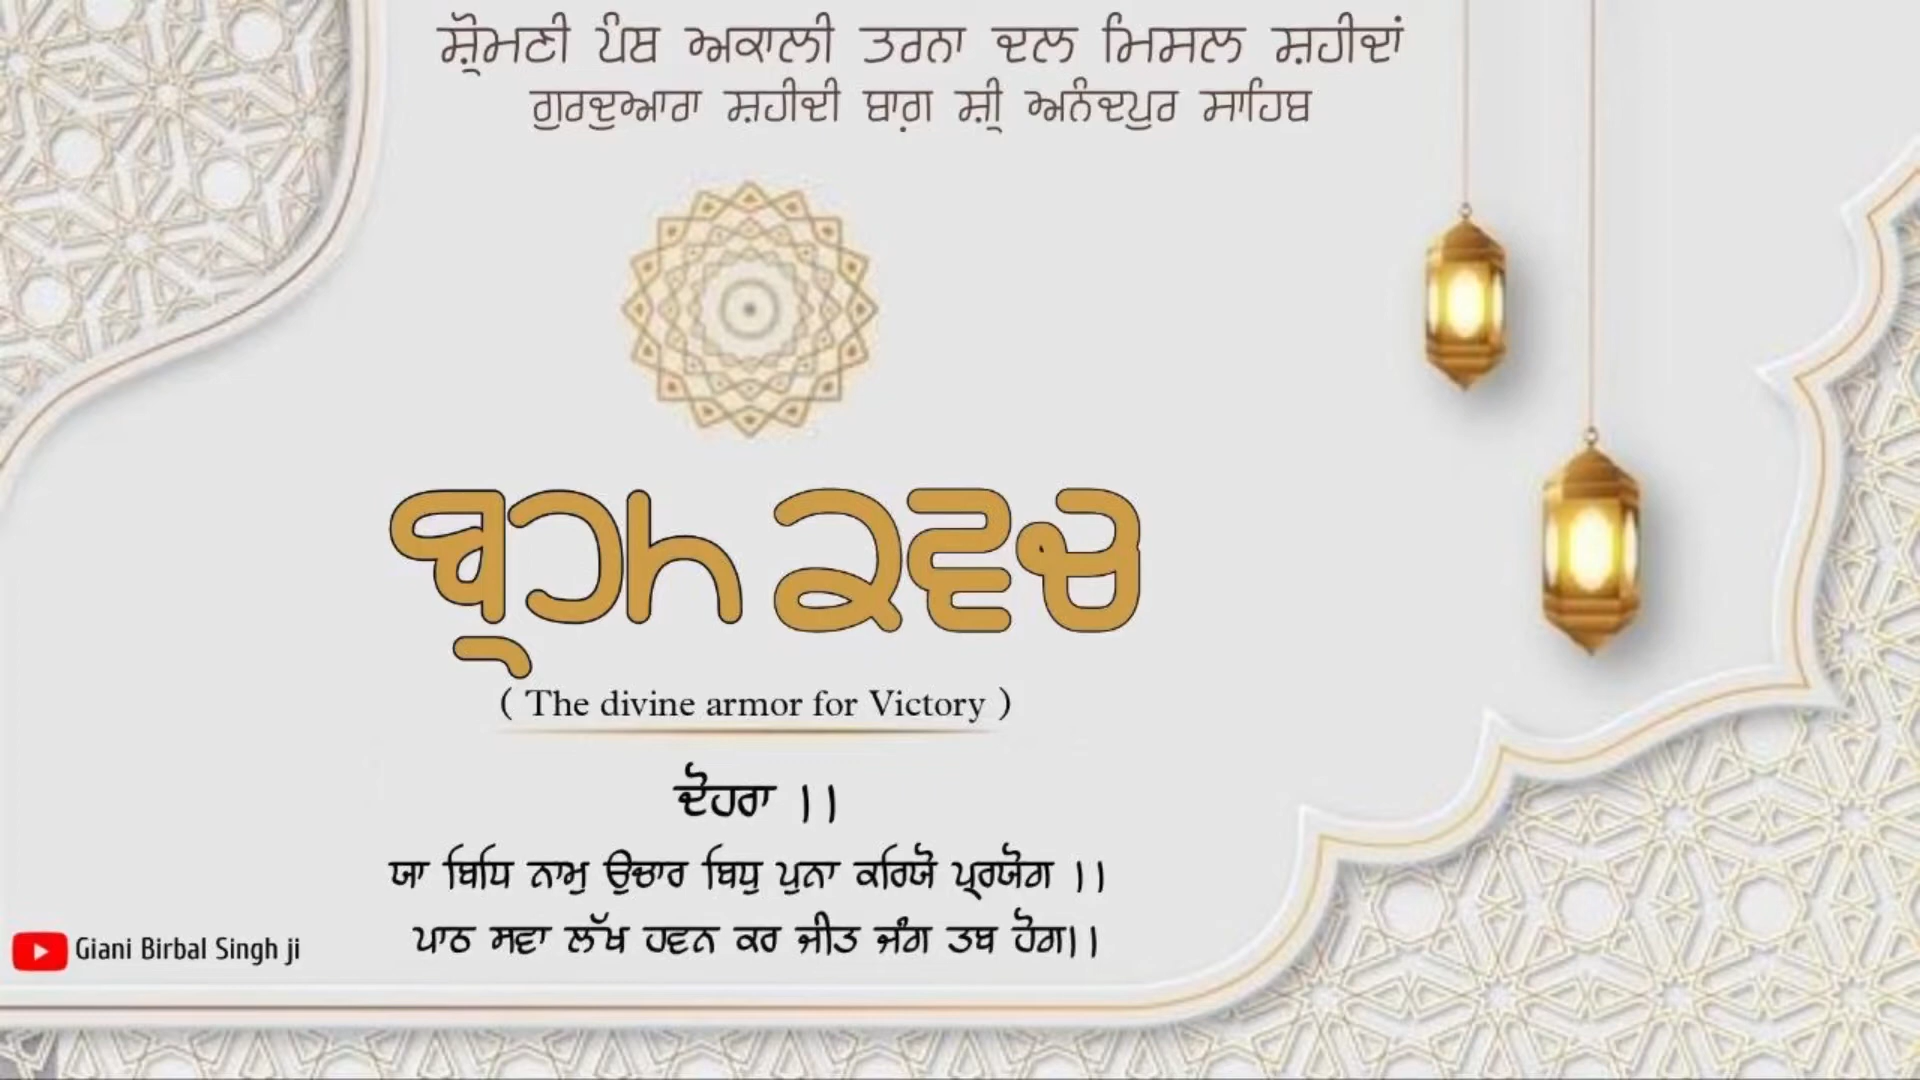 ਸ਼੍ਰੋਮਣੀ ਪੰਥ ਅਕਾਲੀ ਤਰਨਾ ਦਲ ਮਿਸਲ ਸ਼ਹੀਦਾਂ
ਗੁਰਦੁਆਰਾ ਸ਼ਹੀਦੀ ਬਾਗ਼ ਸ਼੍ਰੀ ਅਨੰਦਪੁਰ ਸਾਹਿਬ
ਬ੍ਰਹਮ ਕਵਚ
( The divine armor for Victory )
ਦੋਹਰਾ ।।
ਯਾ ਬਿਧਿ ਨਾਮੁ ਉਚਾਰ ਬਿਧੁ ਪੁਨਾ ਕਰਿਯੋ ਪ੍ਰਯੋਗ ।।
ਪਾਠ ਸਵਾ ਲੱਖ ਹਵਨ ਕਰ ਜੀਤ ਜੰਗ ਤਬ ਹੋਗ।।
Giani Birbal Singh ji